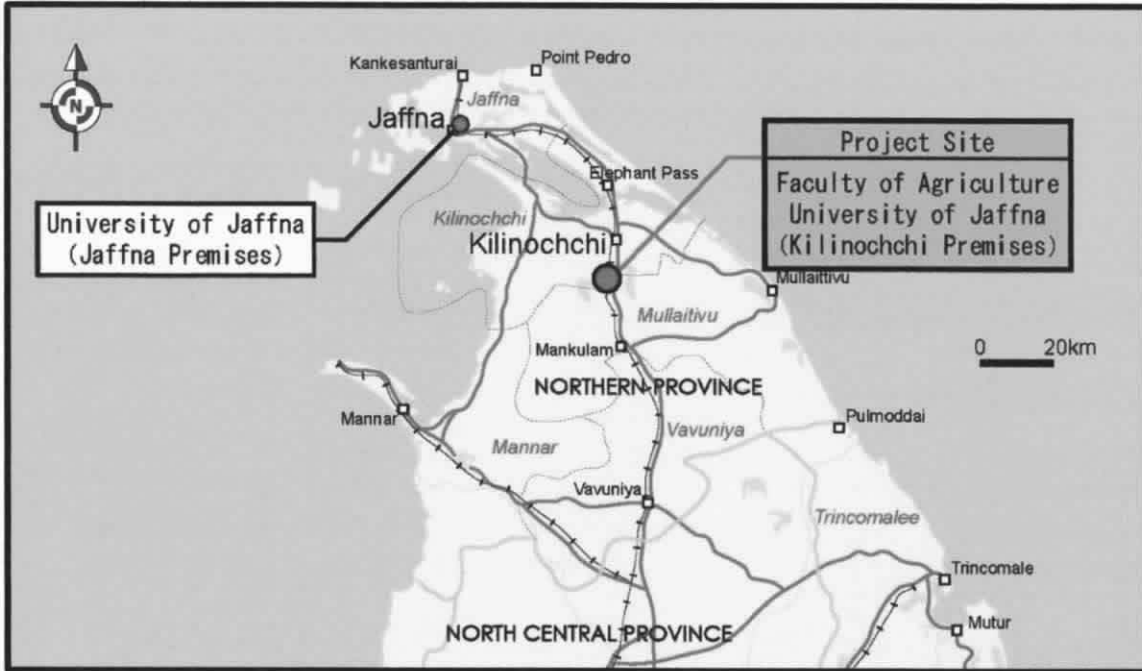 Point Pedro
Kankesanturai
N
Jaffna
Jaffna
Project Site
Faculty of Agriculture
University of Jaffna
(Kilinochchi Premises)
Elephant Pass
University of Jaffna
(Jaffna Premises)
Kilinochchi
Kilinochchi
Mullaittivu
Mullaitivu
Mankulam
0 20km
NORTHERN PROVINCE
Mannar
Pulmoddai
Vavuniya
Mannar
Vavuniya
Trincomalee
Trincomale
Mutur
NORTH CENTRAL PROVINCE